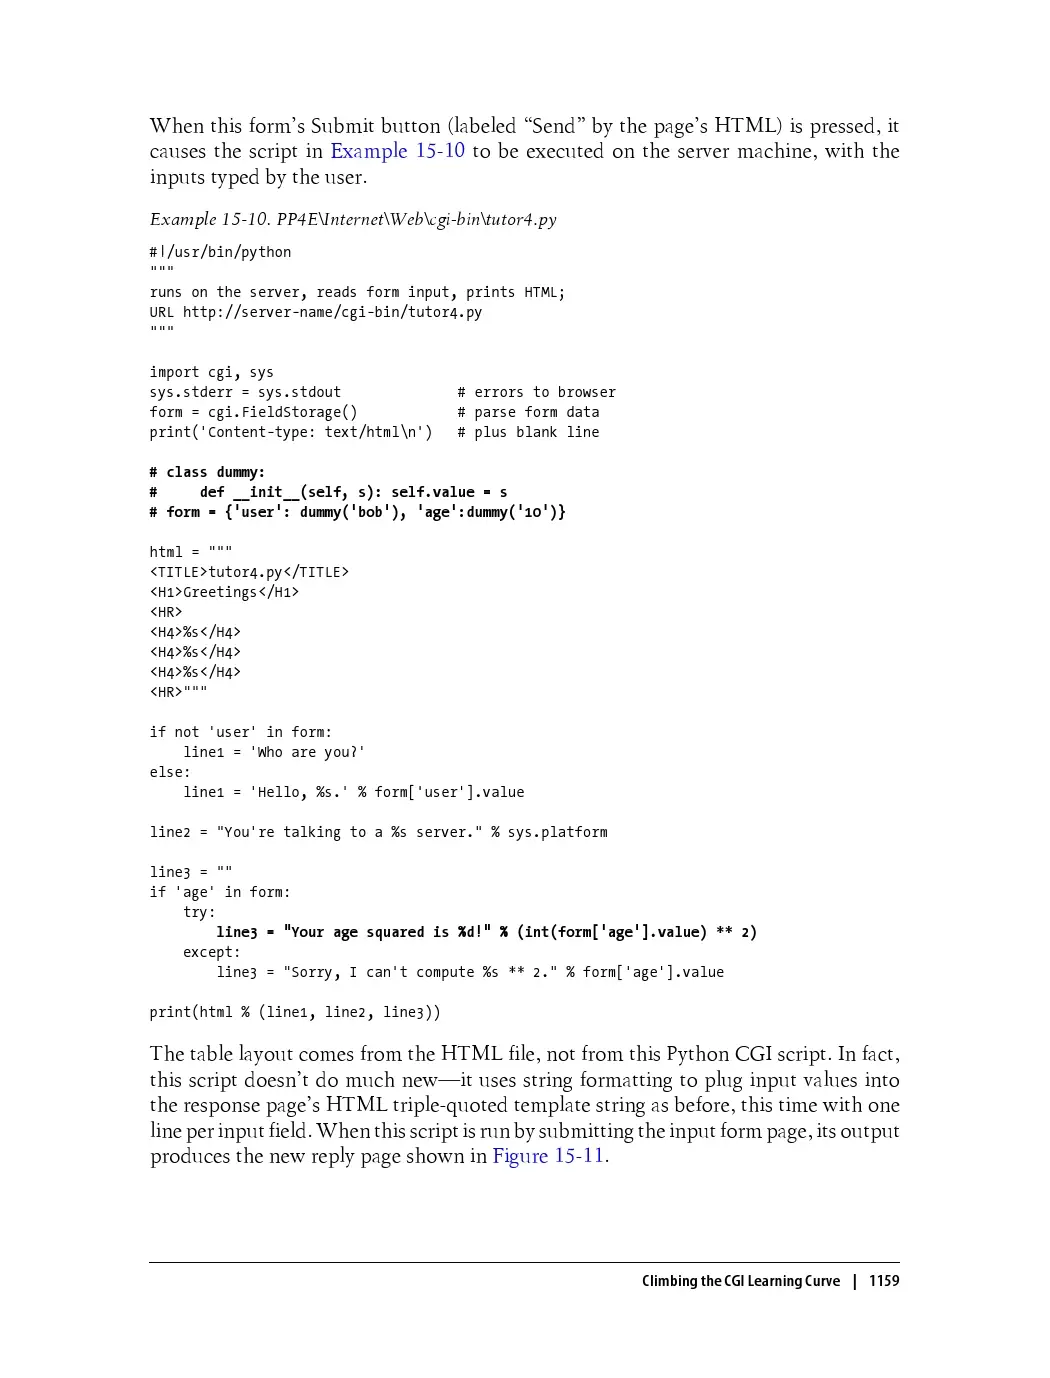 When this form’s Submit button (labeled “Send” by the page’s HTML) is pressed, it
causes the script in Example 15-10 to be executed on the server machine, with the
inputs typed by the user.
Example 15-10. PP4E\Internet\Web\cgi-bin\tutor4.py
#!/usr/bin/python
"""
runs on the server, reads form input, prints HTML;
URL http://server-name/cgi-bin/tutor4.py
"""
import cgi, sys
sys.stderr = sys.stdout              # errors to browser
form = cgi.FieldStorage()            # parse form data
print('Content-type: text/html\n')   # plus blank line
# class dummy:
#     def __init__(self, s): self.value = s
# form = {'user': dummy('bob'), 'age':dummy('10')}
html = """
<TITLE>tutor4.py</TITLE>
<H1>Greetings</H1>
<HR>
<H4>%s</H4>
<H4>%s</H4>
<H4>%s</H4>
<HR>"""
if not 'user' in form:
    line1 = 'Who are you?'
else:
    line1 = 'Hello, %s.' % form['user'].value
line2 = "You're talking to a %s server." % sys.platform
line3 = ""
if 'age' in form:
    try:
        line3 = "Your age squared is %d!" % (int(form['age'].value) ** 2)
    except:
        line3 = "Sorry, I can't compute %s ** 2." % form['age'].value
print(html % (line1, line2, line3))
The table layout comes from the HTML file, not from this Python CGI script. In fact,
this script doesn’t do much new—it uses string formatting to plug input values into
the response page’s HTML triple-quoted template string as before, this time with one
line per input field. When this script is run by submitting the input form page, its output
produces the new reply page shown in Figure 15-11.
Climbing the CGI Learning Curve | 1159